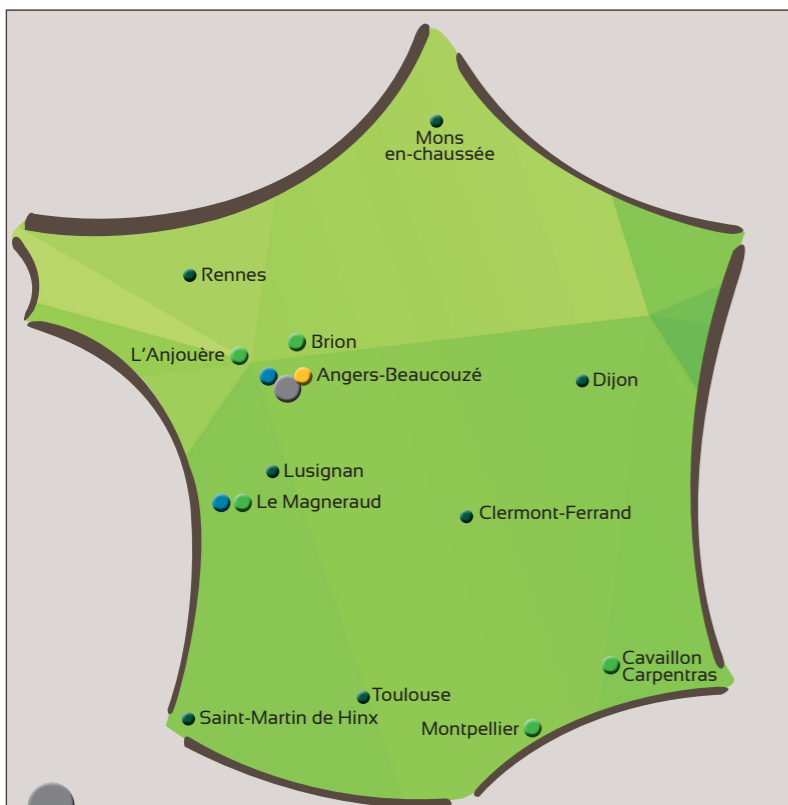 Mons
en-chaussée
Rennes
Brion
L'Anjouère
Angers-Beaucouzé
Dijon
Lusignan
Le Magneraud
Clermont-Ferrand
Cavaillon
Carpentras
Toulouse
Saint-Martin de Hinx
Montpellier